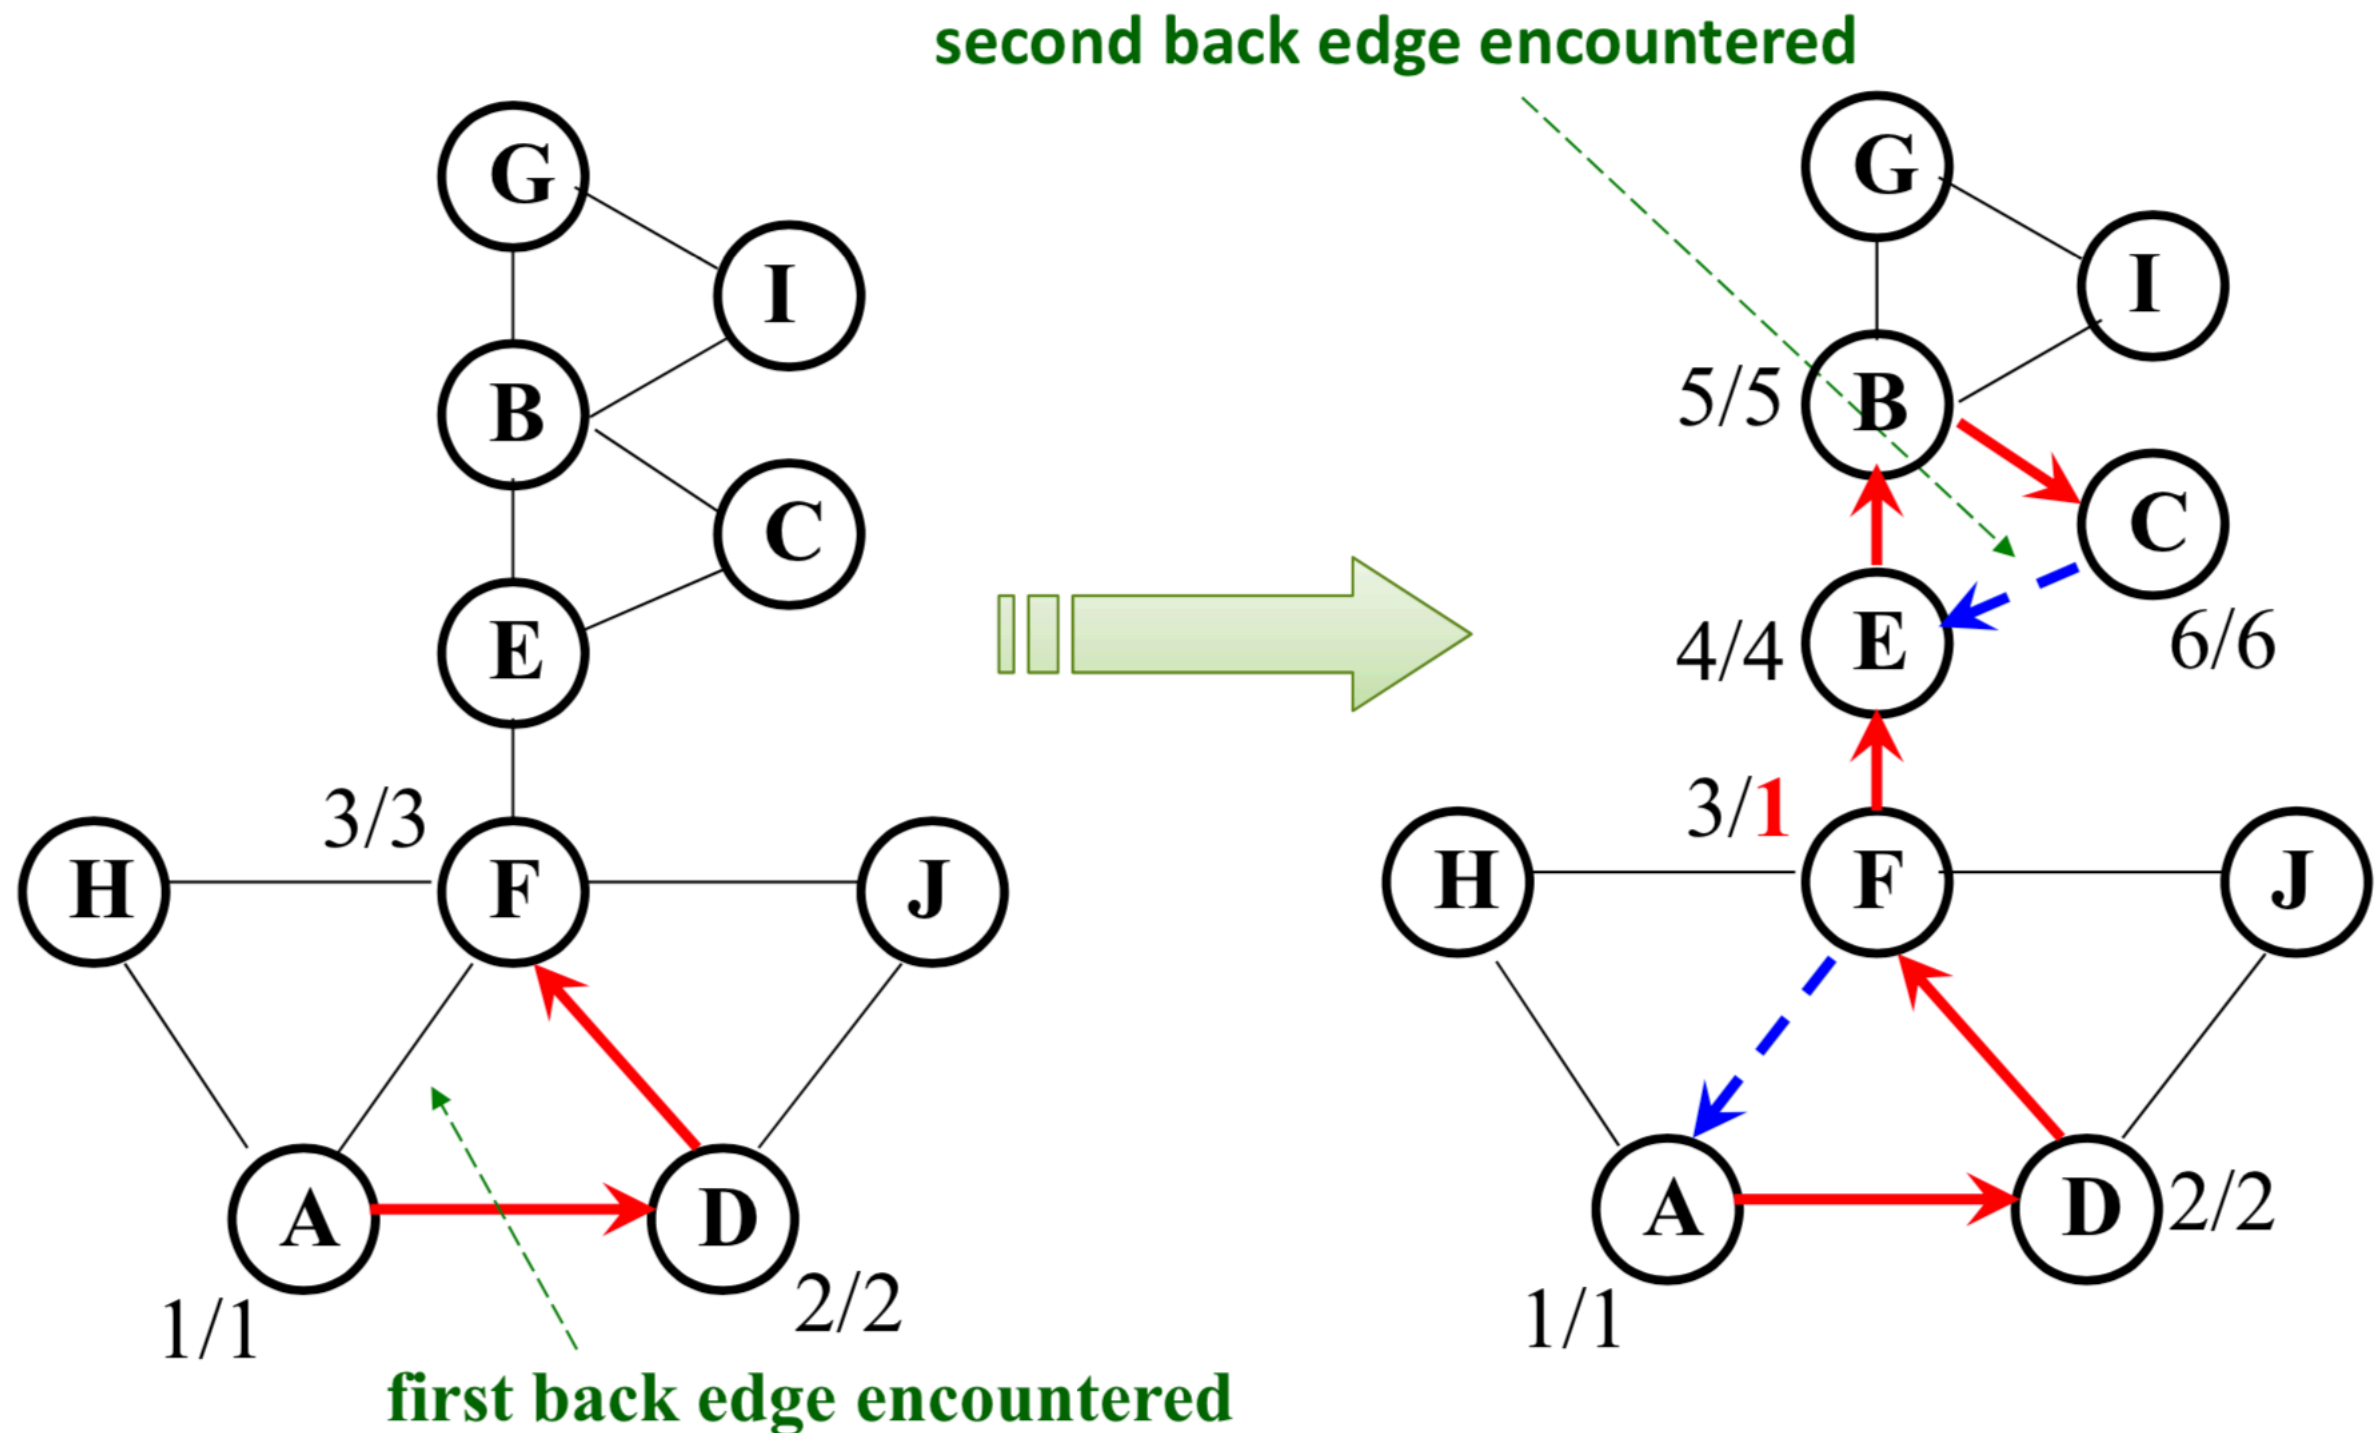 second back edge encountered
G
I
B
C
E
3/3
H
F
J
A
D
1/1
2/2
first back edge encountered
G
I
5/5
B
C
4/4
E
6/6
3/1
H
F
J
A
D
2/2
1/1